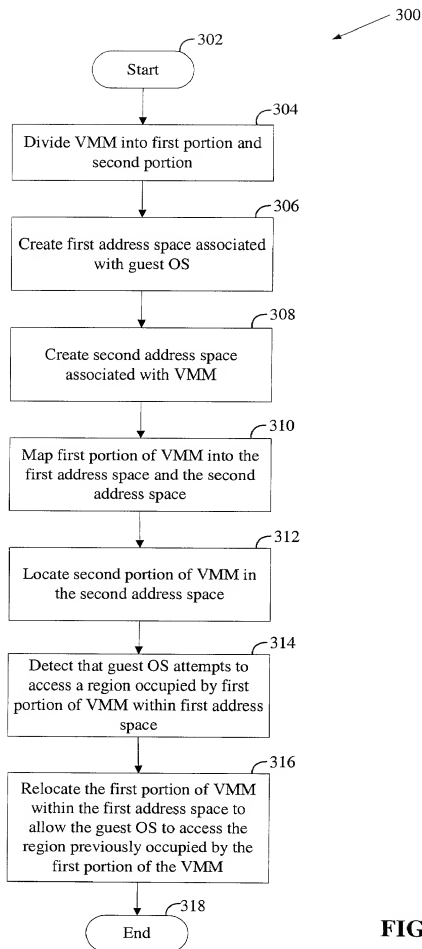 300
302
Start
304
Divide VMM into first portion and
second portion
306
Create first address space associated
with guest OS
308
Create second address space
associated with VMM
310
Map first portion of VMM into the
first address space and the second
address space
312
Locate second portion of VMM in
the second address space
314
Detect that guest OS attempts to
access a region occupied by first
portion of VMM within first address
space
316
Relocate the first portion of VMM
within the first address space to
allow the guest OS to access the
region previously occupied by the
first portion of the VMM
318
End
FIG